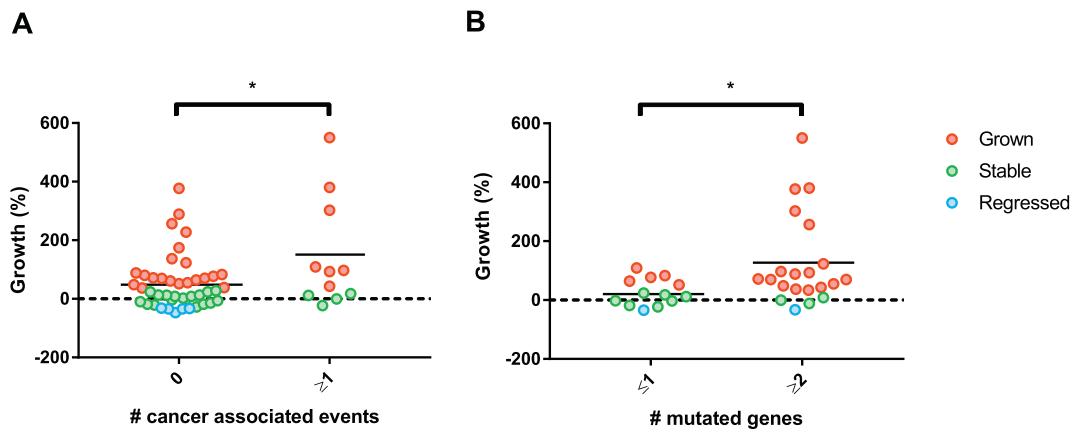 A
B
*
*
600
400
200
0
-200
Growth (%)
0
≥1
# cancer associated events
600
400
200
0
-200
Growth (%)
≤1
≥2
# mutated genes
Grown
Stable
Regressed